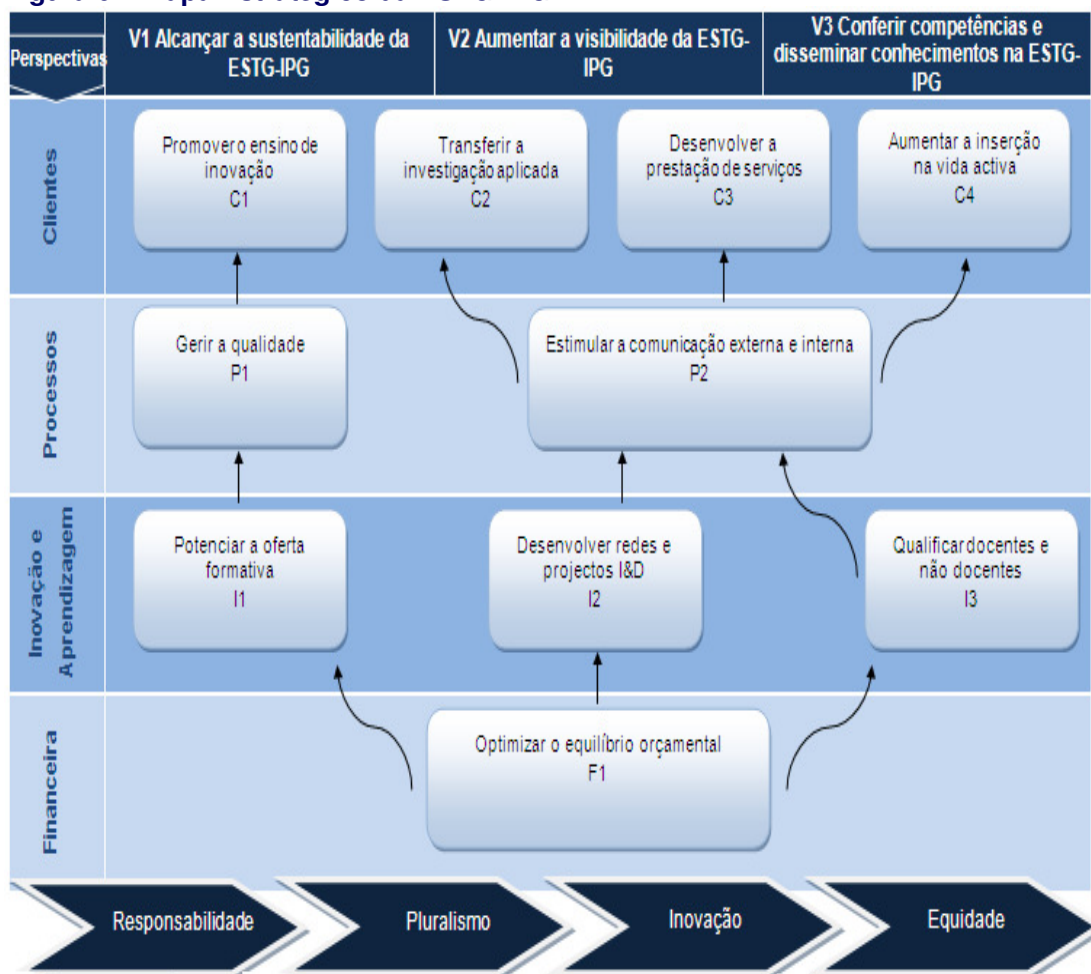 Perspectivas
V1 Alcançar a sustentabilidade da
ESTG-IPG
V2 Aumentar a visibilidade da ESTG-
IPG
V3 Conferir competências e
disseminar conhecimentos na ESTG-
IPG
Clientes
Promover o ensino de
inovação
C1
Transferir a
investigação aplicada
C2
Desenvolver a
prestação de serviços
C3
Aumentar a inserção
na vida activa
C4
Processos
Gerir a qualidade
P1
Estimular a comunicação externa e interna
P2
Inovação e
Aprendizagem
Potenciar a oferta
formativa
I1
Desenvolver redes e
projectos I&D
I2
Qualificar docentes e
não docentes
I3
Financeira
Optimizar o equilíbrio orçamental
F1
Responsabilidade
Pluralismo
Inovação
Equidade